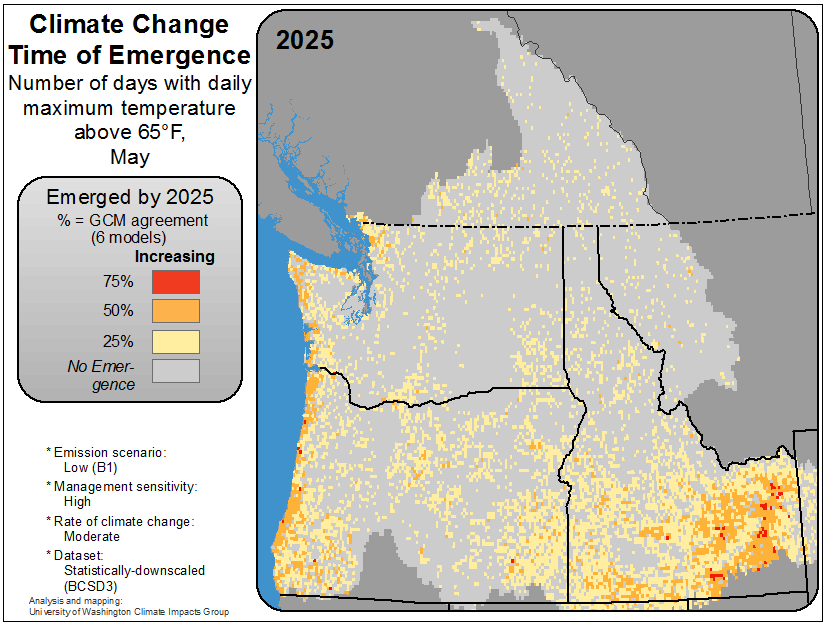 Climate Change
Time of Emergence
Number of days with daily
maximum temperature
above 65°F,
May
2025
Emerged by 2025
% = GCM agreement
(6 models)
Increasing
75%
50%
25%
No Emer-
gence
* Emission scenario:
Low (B1)
* Management sensitivity:
High
* Rate of climate change:
Moderate
* Dataset:
Statistically-downscaled
(BCSD3)
Analysis and mapping:
University of Washington Climate Impacts Group